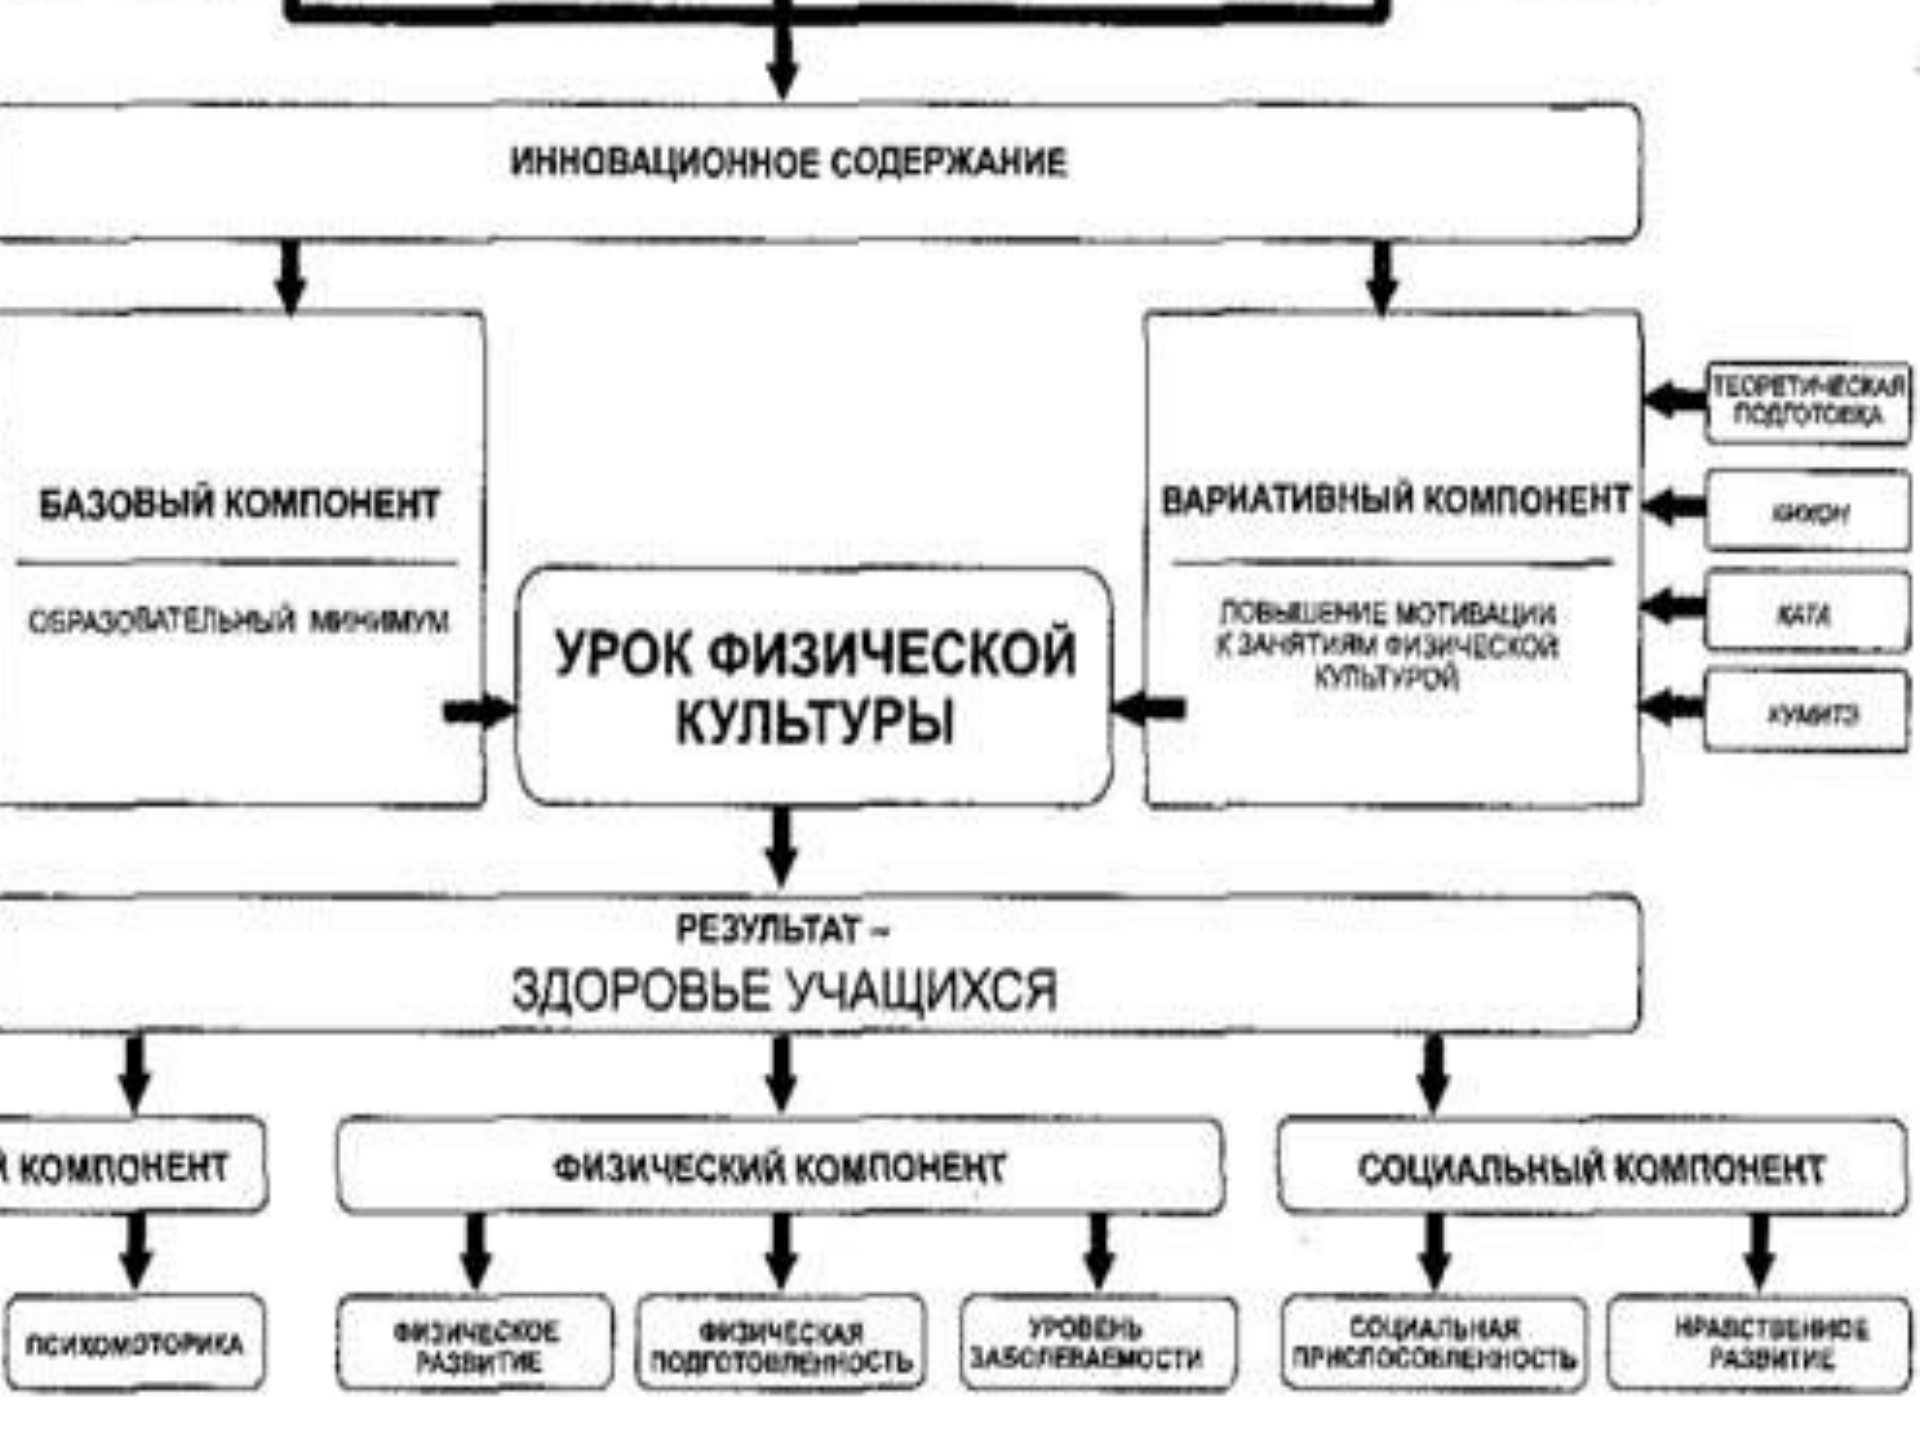 ИННОВАЦИОННОЕ СОДЕРЖАНИЕ
БАЗОВЫЙ КОМПОНЕНТ
ОБРАЗОВАТЕЛЬНЫЙ МИНИМУМ
УРОК ФИЗИЧЕСКОЙ
КУЛЬТУРЫ
ВАРИАТИВНЫЙ КОМПОНЕНТ
ПОВЫШЕНИЕ МОТИВАЦИИ
К ЗАНЯТИЯМ ФИЗИЧЕСКОЙ
КУЛЬТУРОЙ
ТЕОРЕТИЧЕСКАЯ
ПОДГОТОВКА
КИХОН
КАТА
КУМИТЭ
РЕЗУЛЬТАТ –
ЗДОРОВЬЕ УЧАЩИХСЯ
Й КОМПОНЕНТ
ФИЗИЧЕСКИЙ КОМПОНЕНТ
СОЦИАЛЬНЫЙ КОМПОНЕНТ
ПСИХОМОТОРИКА
ФИЗИЧЕСКОЕ
РАЗВИТИЕ
ФИЗИЧЕСКАЯ
ПОДГОТОВЛЕННОСТЬ
УРОВЕНЬ
ЗАБОЛЕВАЕМОСТИ
СОЦИАЛЬНАЯ
ПРИСПОСОБЛЕННОСТЬ
НРАВСТВЕННОЕ
РАЗВИТИЕ